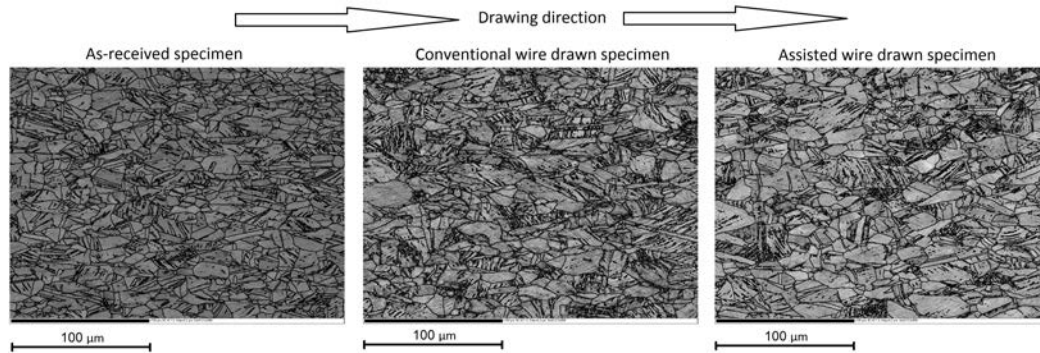 Drawing direction
As-received specimen
Conventional wire drawn specimen
Assisted wire drawn specimen
100 µm
100 µm
100 µm